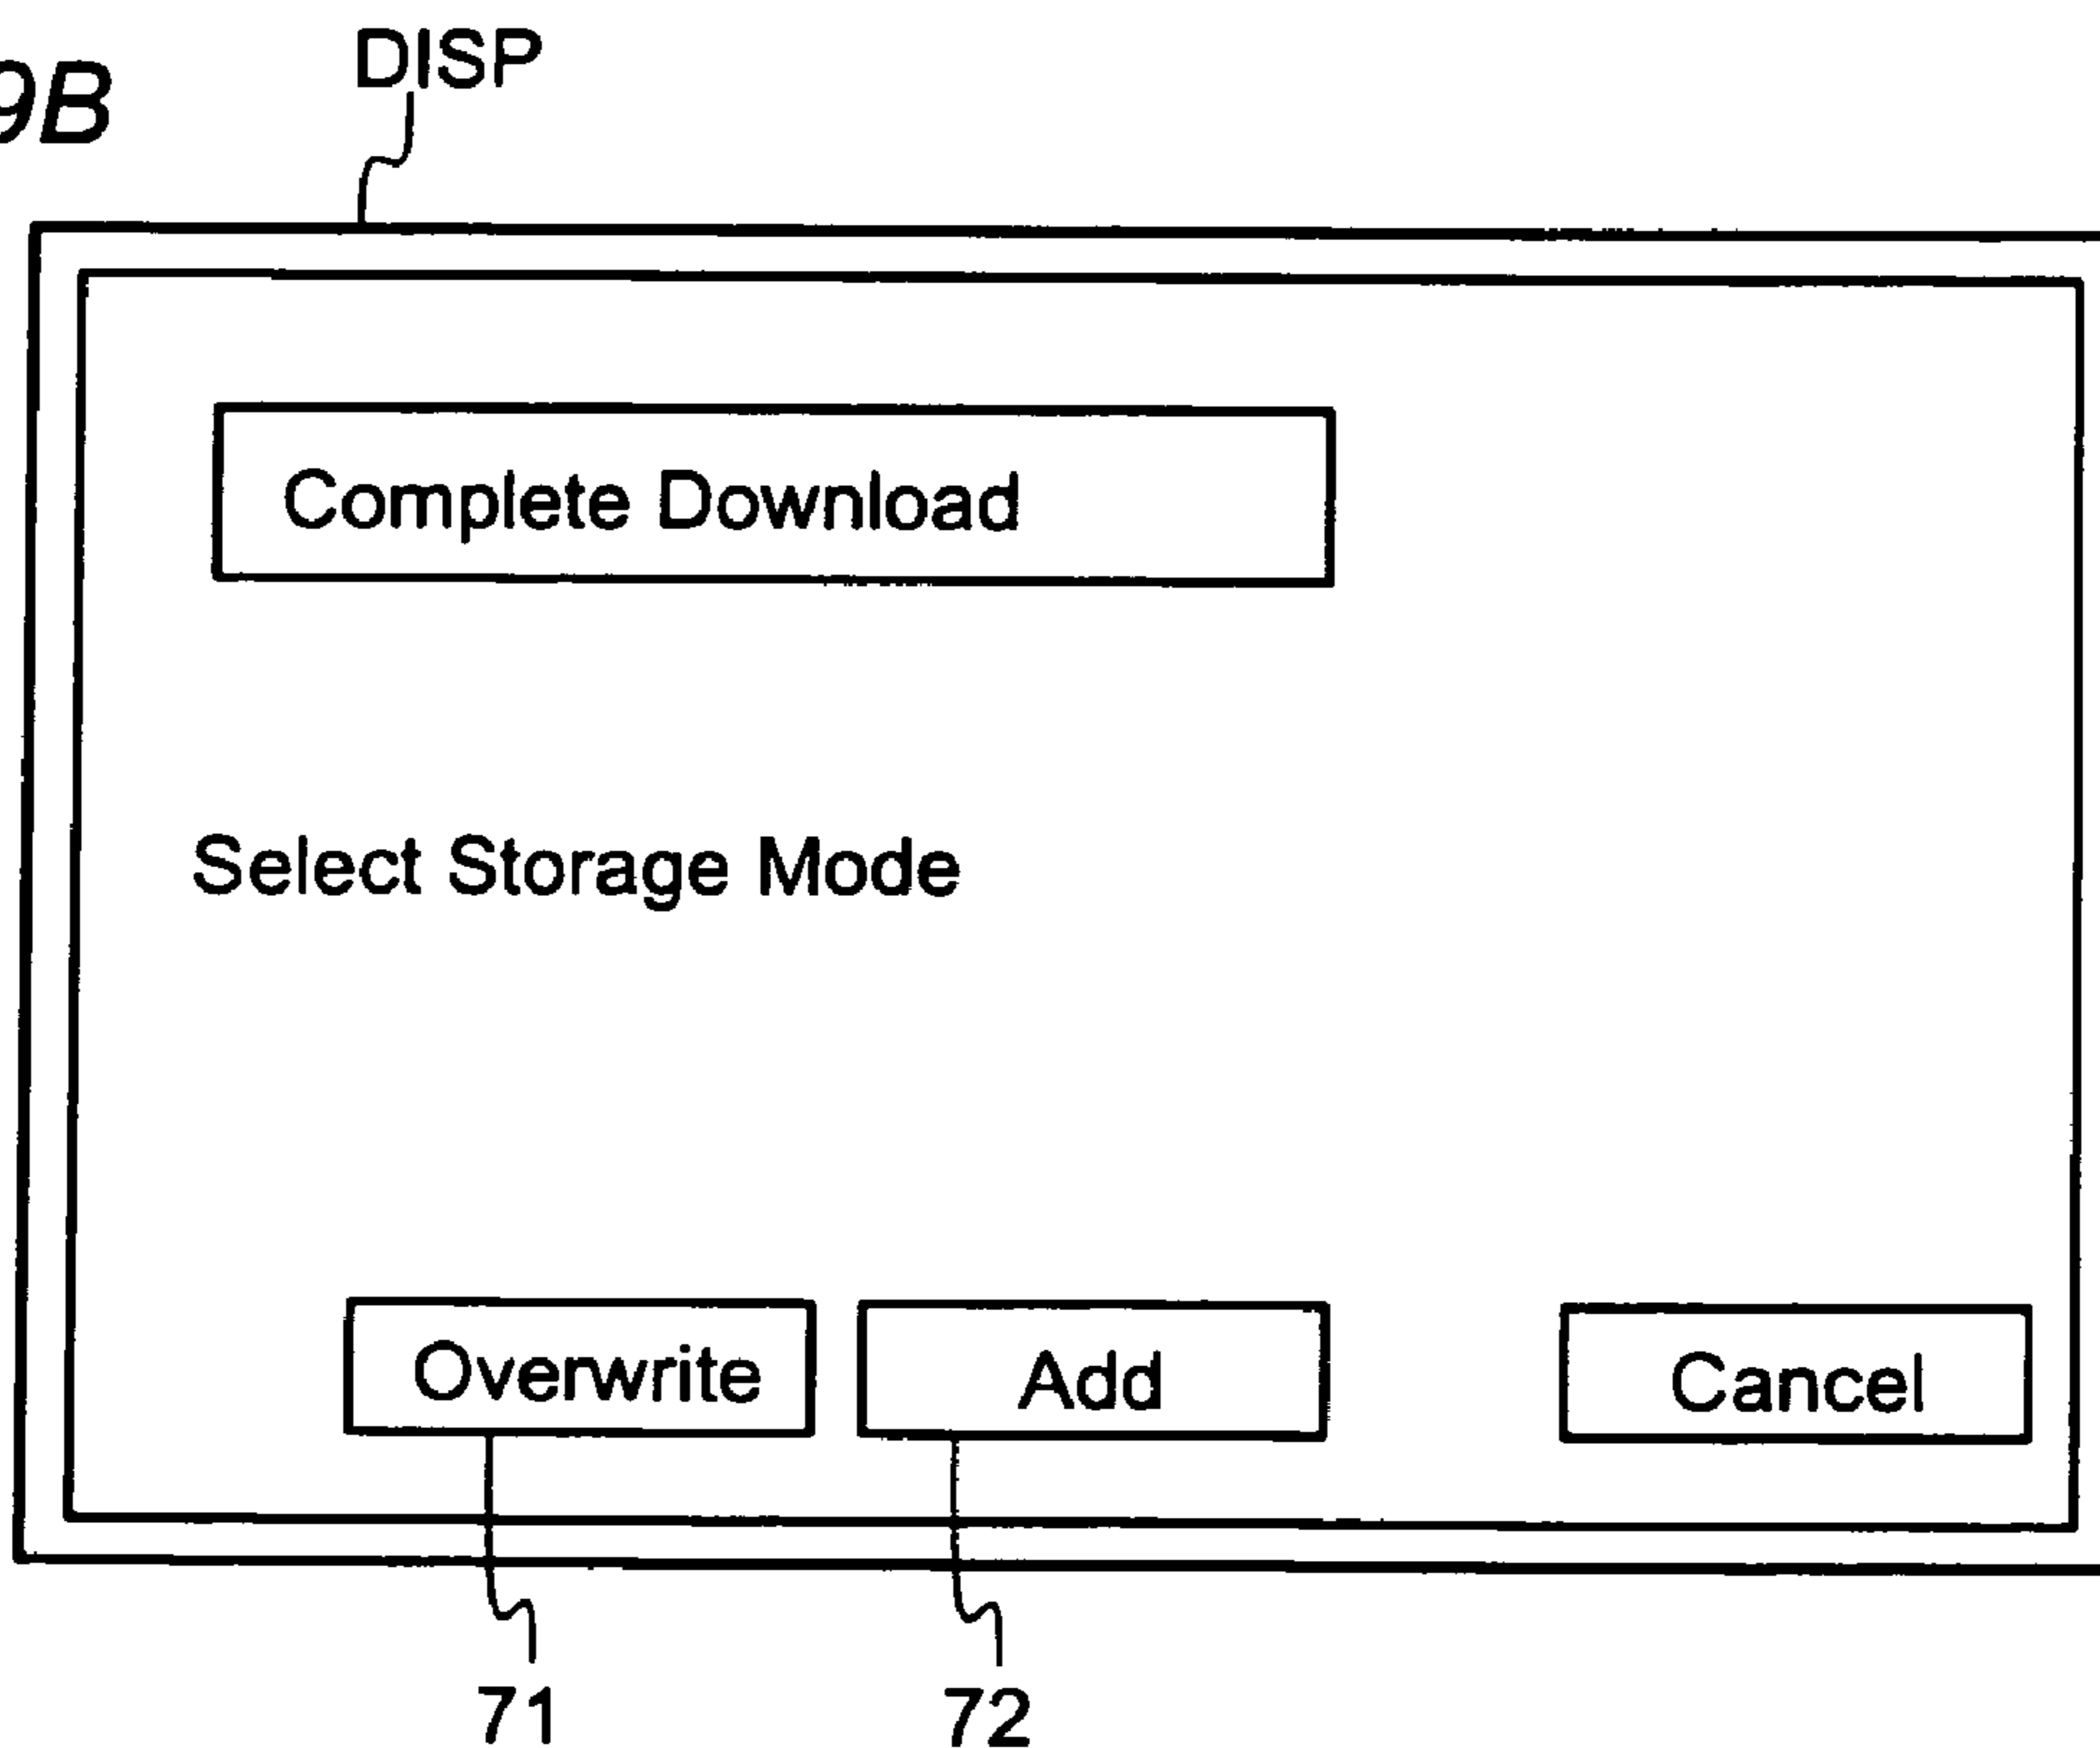 9B
DISP
Complete Download
Select Storage Mode
Overwrite
Add
Cancel
71
72